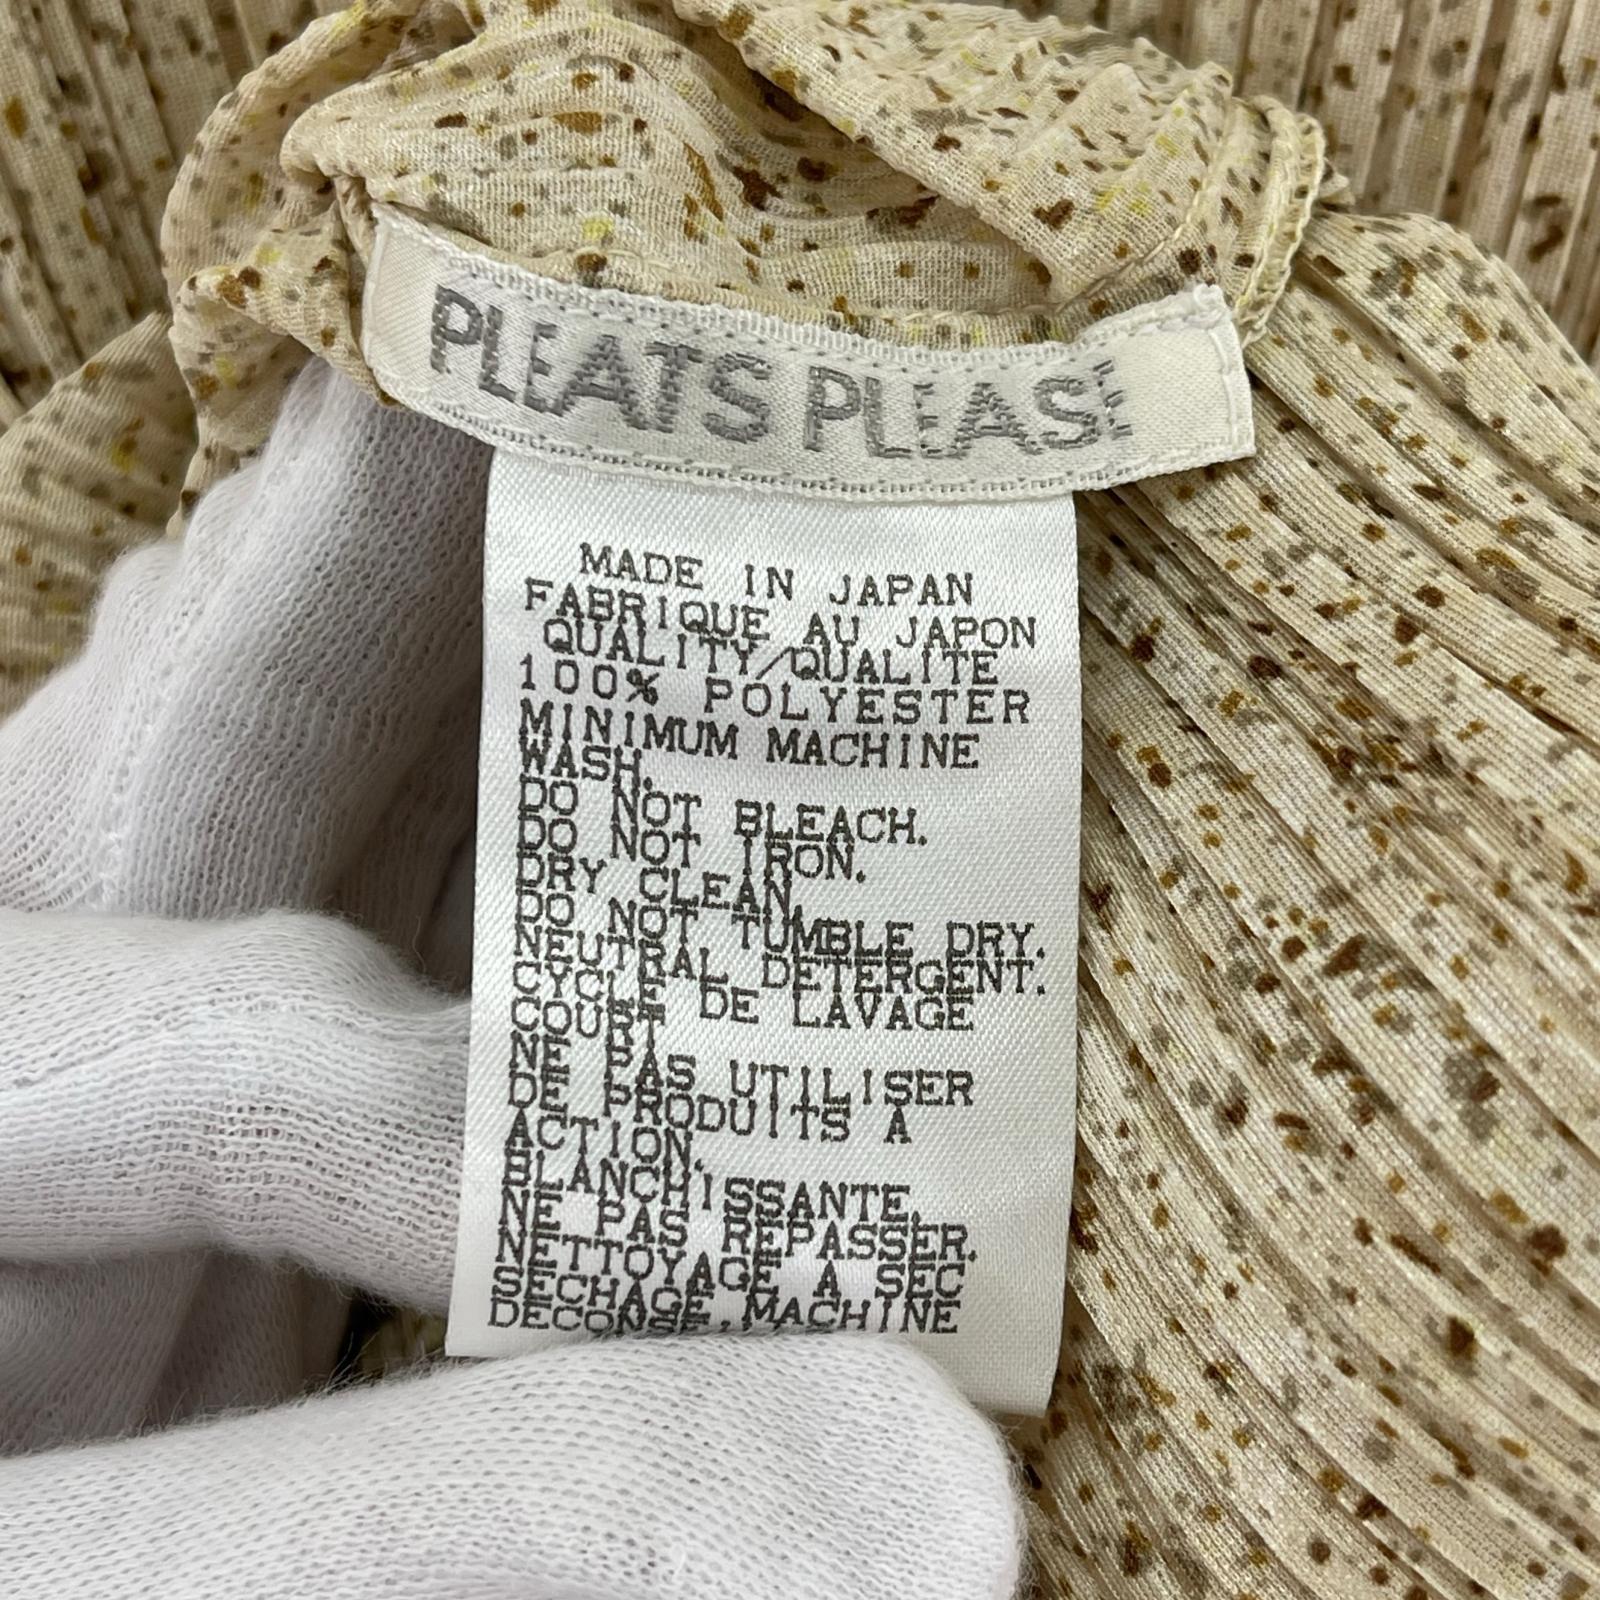 PLEATS PLEASE
MADE IN JAPAN
FABRIQUE AU JAPON
QUALITY/QUALITE
100% POLYESTER
MINIMUM MACHINE
WASH.
DO NOT BLEACH.
DO NOT IRON.
DRY CLEAN.
DO NOT TUMBLE DRY.
NEUTRAL DETERGENT.
CYCLE DE LAVAGE
COURT
NE PAS UTILISER
DE PRODUITS A
ACTION.
BLANCHISSANTE.
NE PAS REPASSER.
NETTOYAGE A SEC
SECHAGE MACHINE